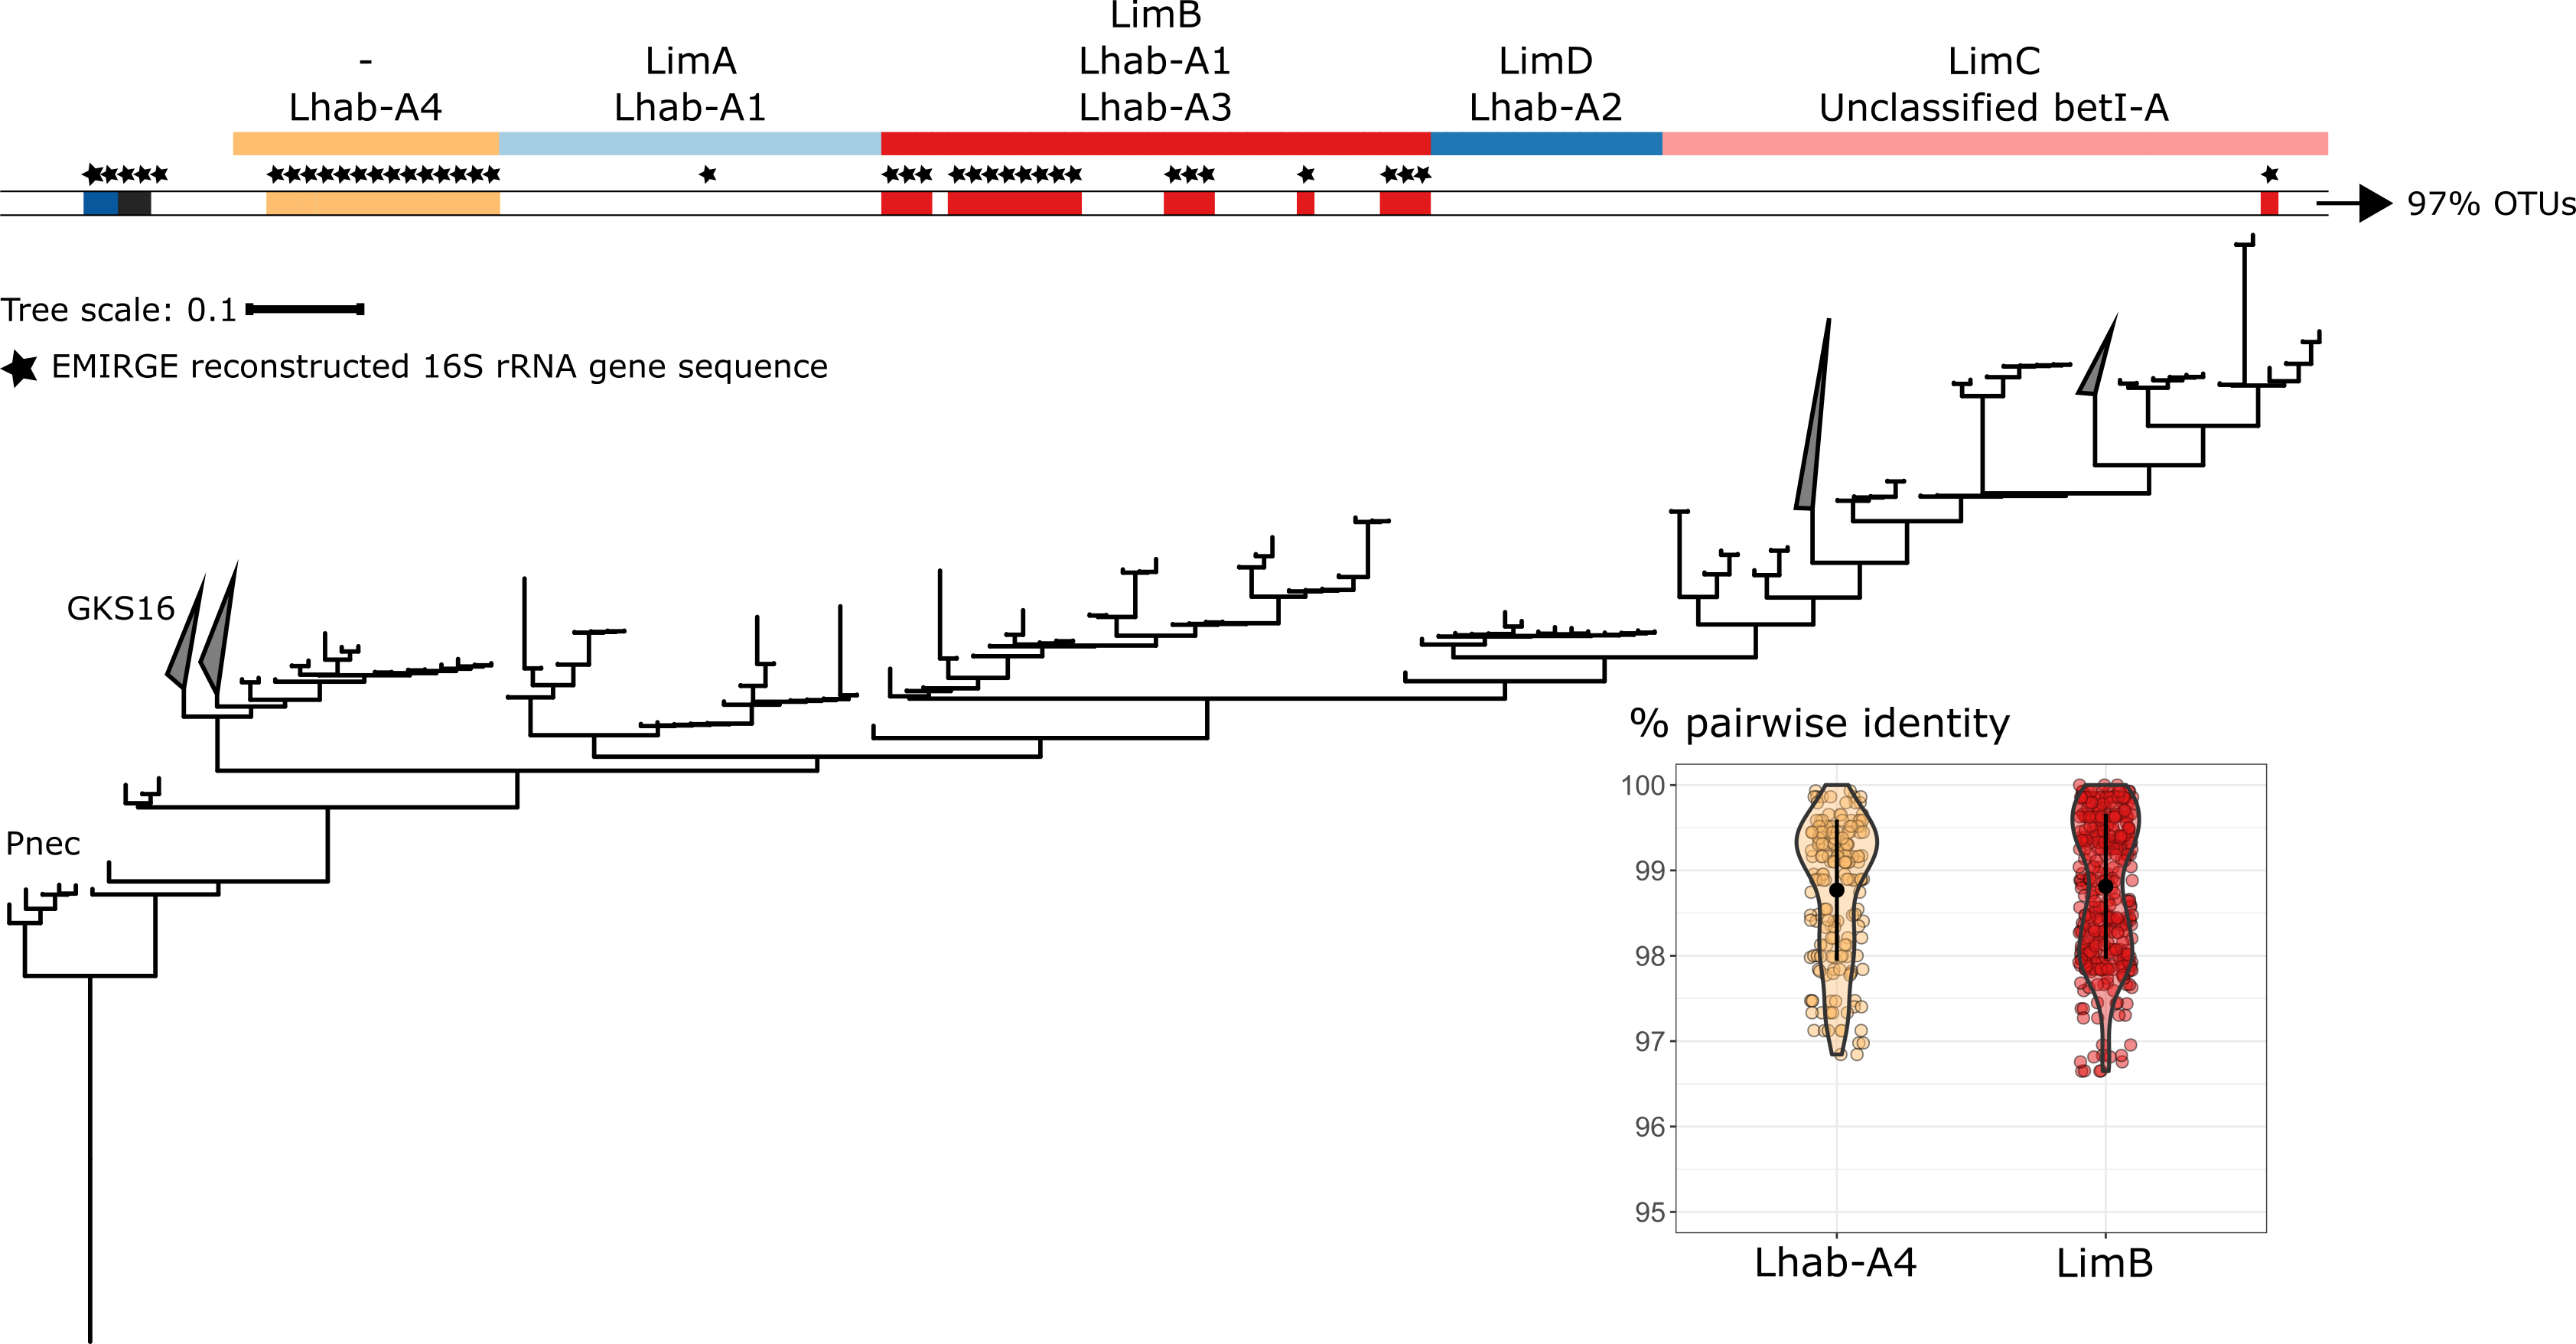 LimB
- LimA Lhab-A1 LimD LimC
Lhab-A4 Lhab-A1 Lhab-A3 Lhab-A2 Unclassified betI-A
97% OTUs
Tree scale: 0.1
EMIRGE reconstructed 16S rRNA gene sequence
GKS16
Pnec
% pairwise identity
100
99
98
97
96
95
Lhab-A4 LimB